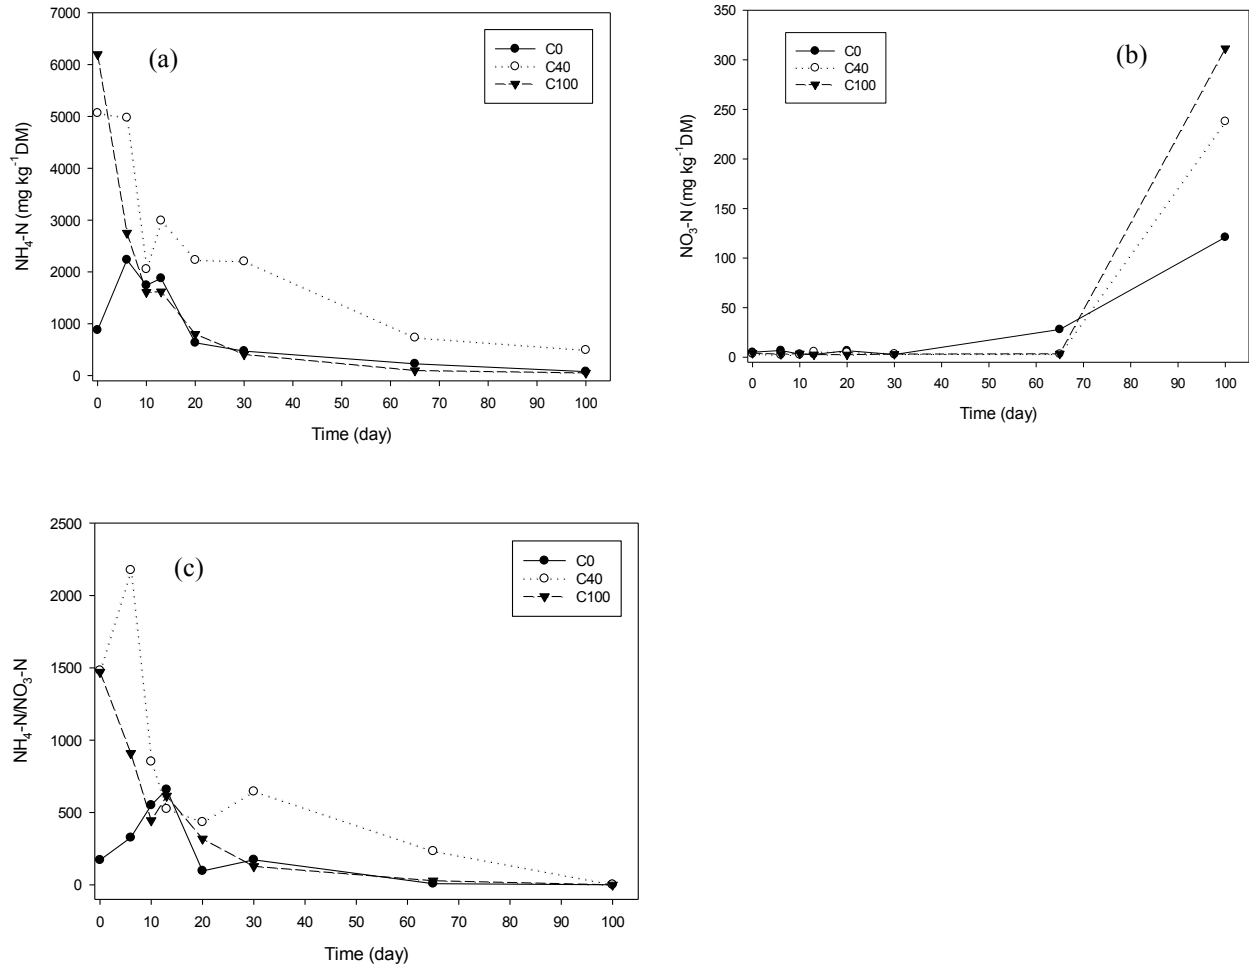 7000
6000
5000
4000
3000
2000
1000
0
NH₄-N (mg kg⁻¹DM)
(a)
C0
C40
C100
0 10 20 30 40 50 60 70 80 90 100
Time (day)
350
300
250
200
150
100
50
0
NO₃-N (mg kg⁻¹DM)
C0
C40
C100
(b)
0 10 20 30 40 50 60 70 80 90 100
Time (day)
2500
2000
1500
1000
500
0
NH₄-N/NO₃-N
(c)
C0
C40
C100
0 10 20 30 40 50 60 70 80 90 100
Time (day)